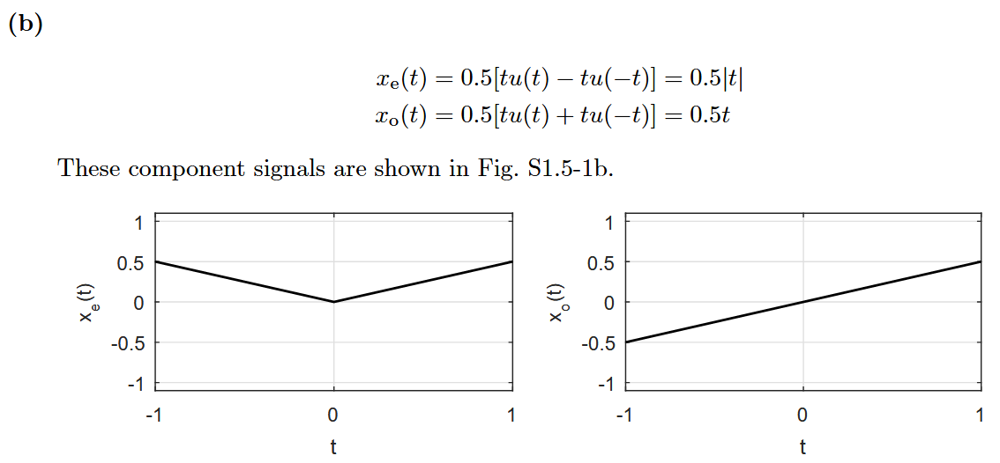 (b)
xₑ(t) = 0.5[tu(t) − tu(−t)] = 0.5|t|
xₒ(t) = 0.5[tu(t) + tu(−t)] = 0.5t
These component signals are shown in Fig. S1.5-1b.
1
0.5
0
-0.5
-1
xₑ(t)
-1 0 1
t
1
0.5
0
-0.5
-1
xₒ(t)
-1 0 1
t